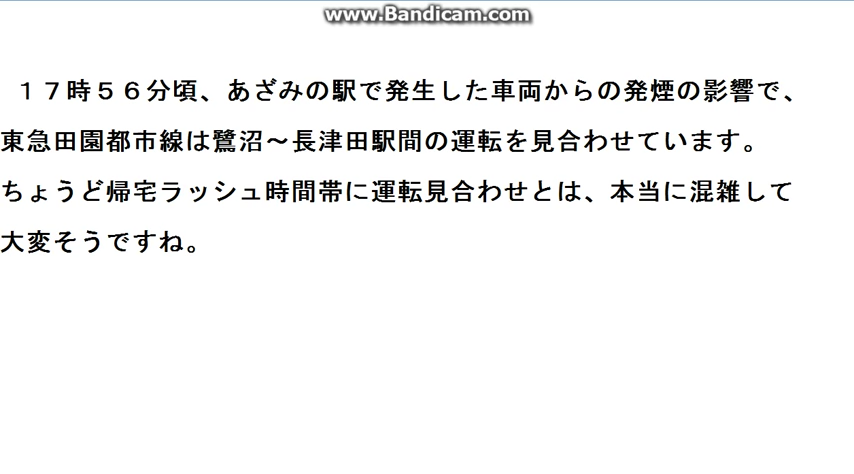 www.Bandicam.com
１７時５６分頃、あざみの駅で発生した車両からの発煙の影響で、
東急田園都市線は鷺沼～長津田駅間の運転を見合わせています。
ちょうど帰宅ラッシュ時間帯に運転見合わせとは、本当に混雑して
大変そうですね。